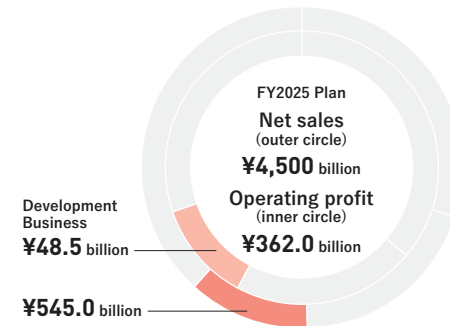 FY2025 Plan
Net sales
(outer circle)
¥4,500 billion
Operating profit
(inner circle)
¥362.0 billion
Development
Business
¥48.5 billion
¥545.0 billion